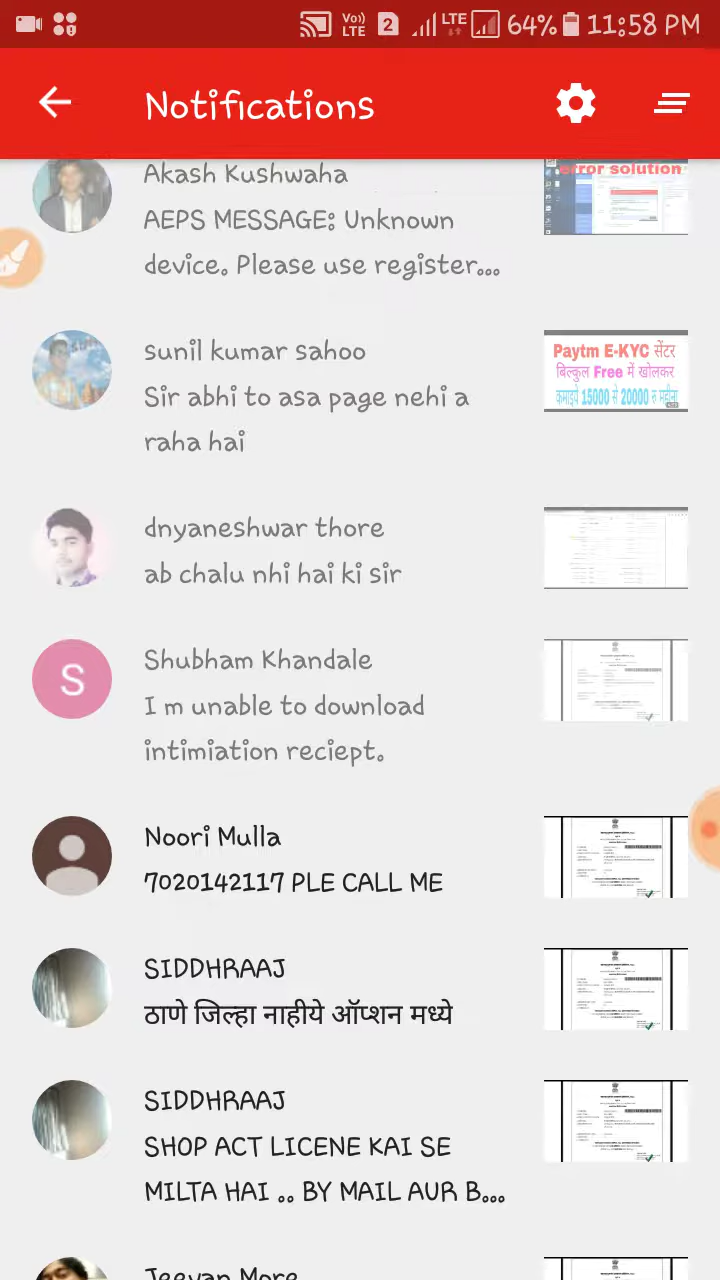 Vo))
LTE
2
LTE
64%
11:58 PM
Notifications
Akash Kushwaha
error solution
AEPS MESSAGE: Unknown
device. Please use register...
sunil kumar sahoo
Sir abhi to asa page nehi a
raha hai
Paytm E-KYC सेंटर
बिल्कुल Free में खोलकर
कमाइये 15000 से 20000 रु महीना
dnyaneshwar thore
ab chalu nhi hai ki sir
S
Shubham Khandale
I m unable to download
intimiation reciept.
Noori Mulla
7020142117 PLE CALL ME
SIDDHRAAJ
ठाणे जिल्हा नाहीये ऑप्शन मध्ये
SIDDHRAAJ
SHOP ACT LICENE KAI SE
MILTA HAI .. BY MAIL AUR B...
Jeevan More